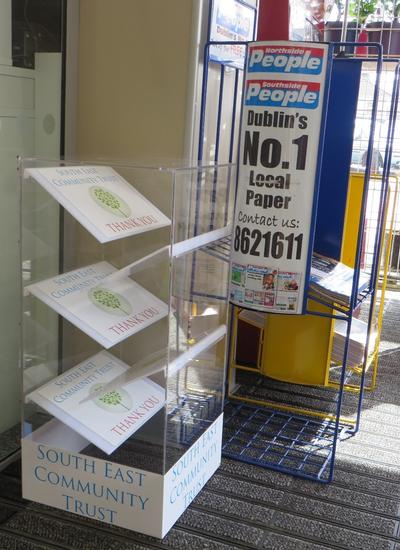 SOUTH EAST
COMMUNITY TRUST
THANK YOU
SOUTH EAST
COMMUNITY TRUST
THANK YOU
SOUTH EAST
COMMUNITY TRUST
THANK YOU
SOUTH EAST
COMMUNITY
TRUST
SOUTH EAST
COMMUNITY
TRUST
Northside
People
Southside
People
Dublin's
No.1
Local
Paper
Contact us:
8621611